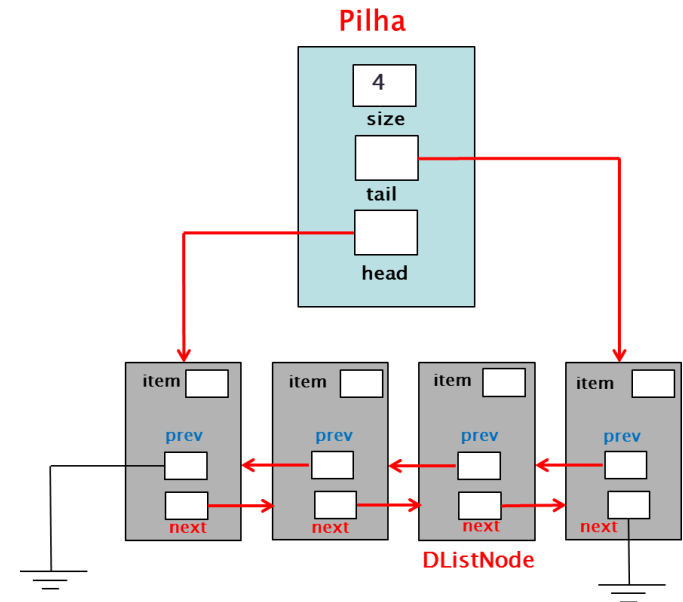 Pilha
4
size
tail
head
item item item item
prev prev prev prev
next next next next
DListNode